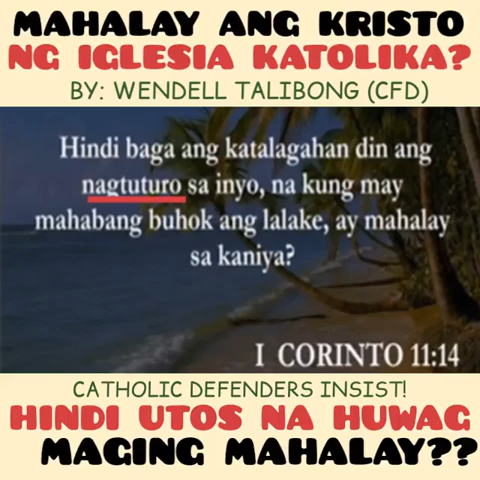 MAHALAY ANG KRISTO
NG IGLESIA KATOLIKA?
BY: WENDELL TALIBONG (CFD)
Hindi baga ang katalagahan din ang
nagtuturo sa inyo, na kung may
mahabang buhok ang lalake, ay mahalay
sa kaniya?
I CORINTO 11:14
CATHOLIC DEFENDERS INSIST!
HINDI UTOS NA HUWAG
MAGING MAHALAY??